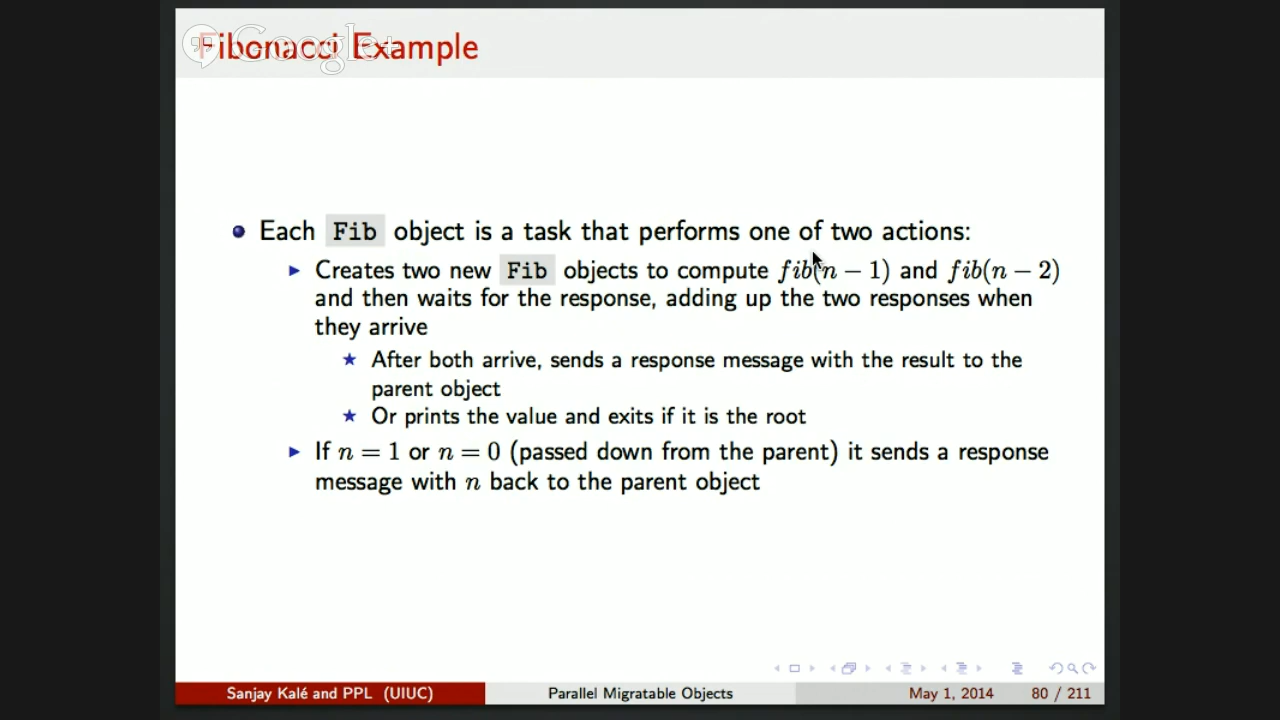 Fibonacci Example
Google+
Each Fib object is a task that performs one of two actions:
Creates two new Fib objects to compute fib(n − 1) and fib(n − 2)
and then waits for the response, adding up the two responses when
they arrive
After both arrive, sends a response message with the result to the
parent object
Or prints the value and exits if it is the root
If n = 1 or n = 0 (passed down from the parent) it sends a response
message with n back to the parent object
Sanjay Kalé and PPL (UIUC) Parallel Migratable Objects May 1, 2014 80 / 211